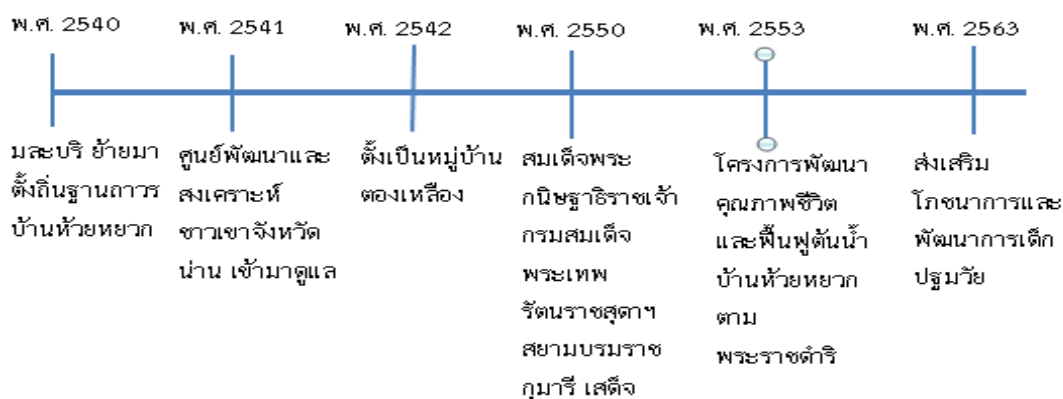 พ.ศ. 2540
พ.ศ. 2541
พ.ศ. 2542
พ.ศ. 2550
พ.ศ. 2553
พ.ศ. 2563
มละบริ ย้ายมา
ตั้งถิ่นฐานถาวร
บ้านห้วยหยวก
ศูนย์พัฒนาและ
สงเคราะห์
ชาวเขาจังหวัด
น่าน เข้ามาดูแล
ตั้งเป็นหมู่บ้าน
ตองเหลือง
สมเด็จพระ
กนิษฐาธิราชเจ้า
กรมสมเด็จ
พระเทพ
รัตนราชสุดาฯ
สยามบรมราช
กุมารี เสด็จ
โครงการพัฒนา
คุณภาพชีวิต
และฟื้นฟูต้นน้ำ
บ้านห้วยหยวก
ตาม
พระราชดำริ
ส่งเสริม
โภชนาการและ
พัฒนาการเด็ก
ปฐมวัย